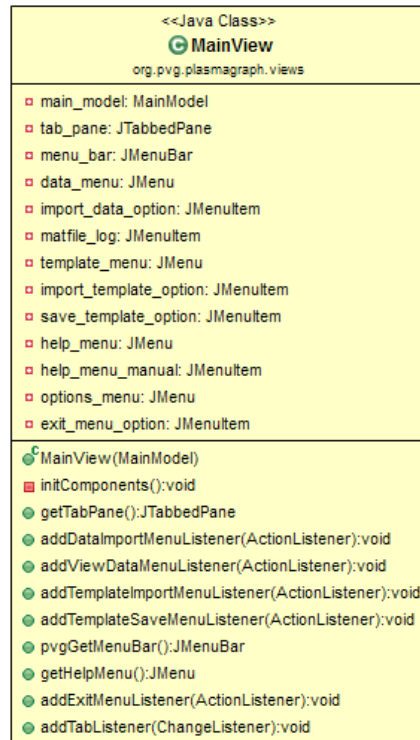 <<Java Class>>
C MainView
org.pvg.plasmagraph.views
main_model: MainModel
tab_pane: JTabbedPane
menu_bar: JMenuBar
data_menu: JMenu
import_data_option: JMenuItem
matfile_log: JMenuItem
template_menu: JMenu
import_template_option: JMenuItem
save_template_option: JMenuItem
help_menu: JMenu
help_menu_manual: JMenuItem
options_menu: JMenu
exit_menu_option: JMenuItem
C MainView(MainModel)
initComponents():void
getTabPane():JTabbedPane
addDataImportMenuListener(ActionListener):void
addViewDataMenuListener(ActionListener):void
addTemplateImportMenuListener(ActionListener):void
addTemplateSaveMenuListener(ActionListener):void
pvgGetMenuBar():JMenuBar
getHelpMenu():JMenu
addExitMenuListener(ActionListener):void
addTabListener(ChangeListener):void